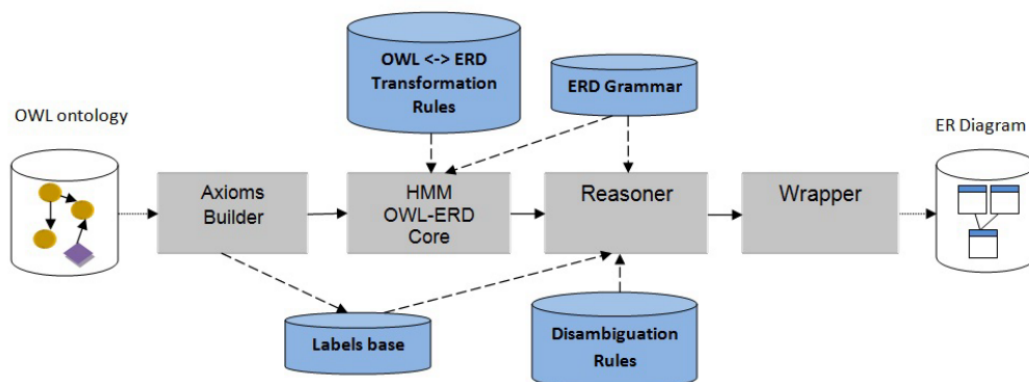 OWL <-> ERD
Transformation
Rules
ERD Grammar
OWL ontology
ER Diagram
Axioms
Builder
HMM
OWL-ERD
Core
Reasoner
Wrapper
Labels base
Disambiguation
Rules